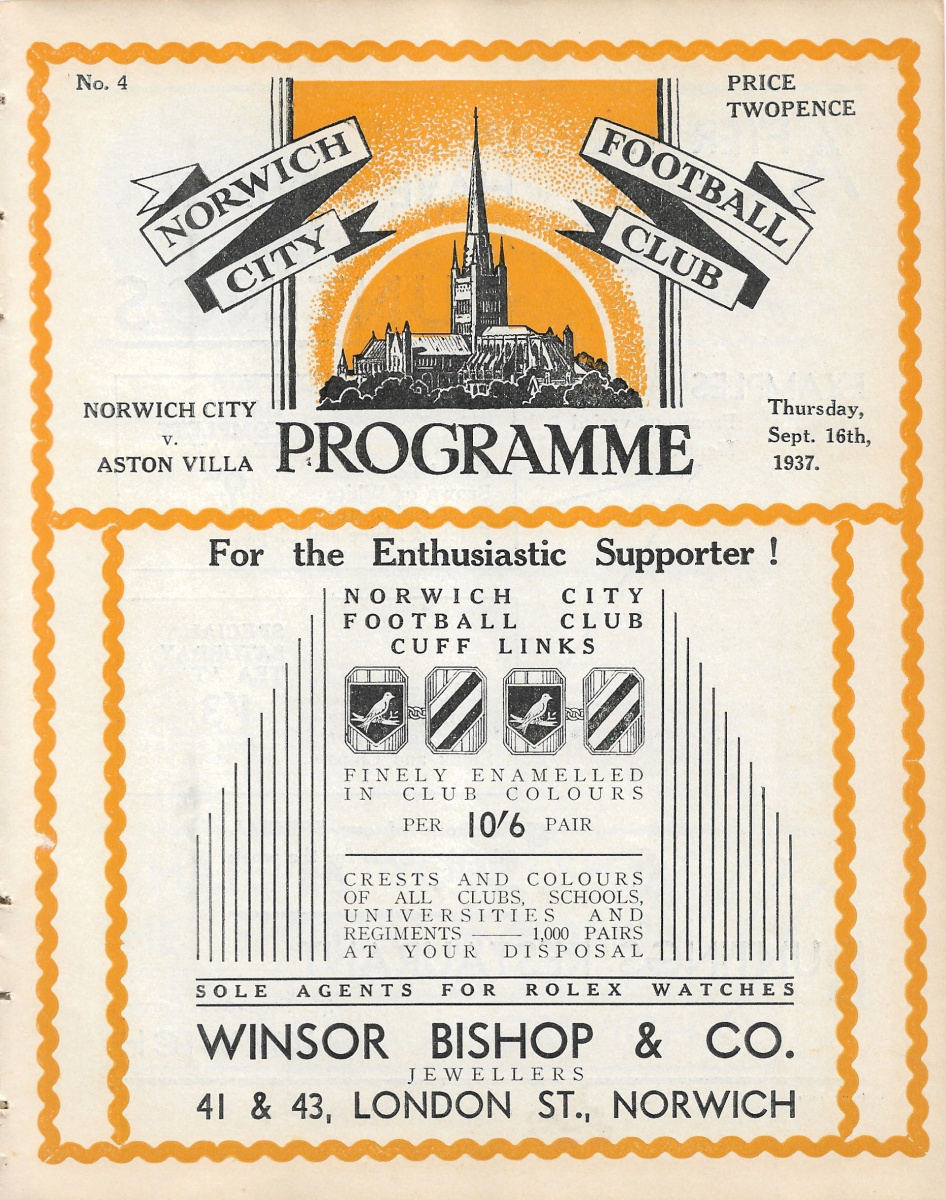 No. 4
PRICE
TWOPENCE
NORWICH
CITY
FOOTBALL
CLUB
NORWICH CITY
v.
ASTON VILLA
PROGRAMME
Thursday,
Sept. 16th,
1937.
For the Enthusiastic Supporter !
NORWICH CITY
FOOTBALL CLUB
CUFF LINKS
FINELY ENAMELLED
IN CLUB COLOURS
PER 10/6 PAIR
CRESTS AND COLOURS
OF ALL CLUBS, SCHOOLS,
UNIVERSITIES AND
REGIMENTS —— 1,000 PAIRS
AT YOUR DISPOSAL
SOLE AGENTS FOR ROLEX WATCHES
WINSOR BISHOP & CO.
JEWELLERS
41 & 43, LONDON ST., NORWICH